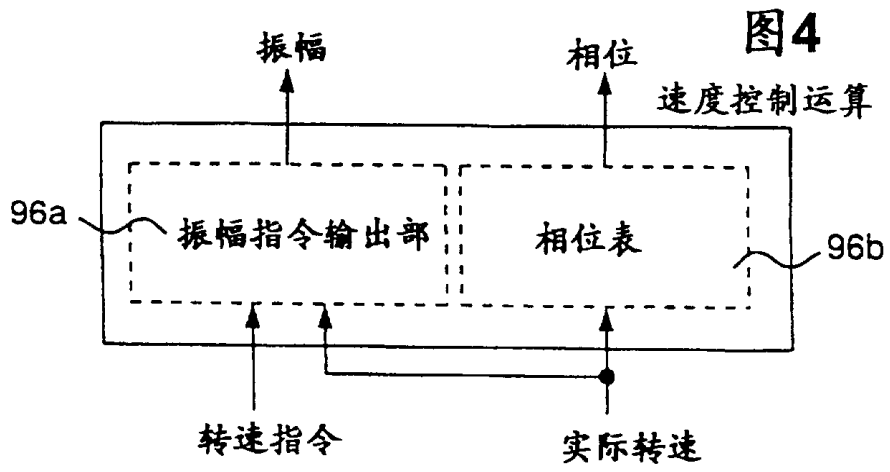 图4
振幅
相位
速度控制运算
96a
振幅指令输出部
相位表
96b
转速指令
实际转速